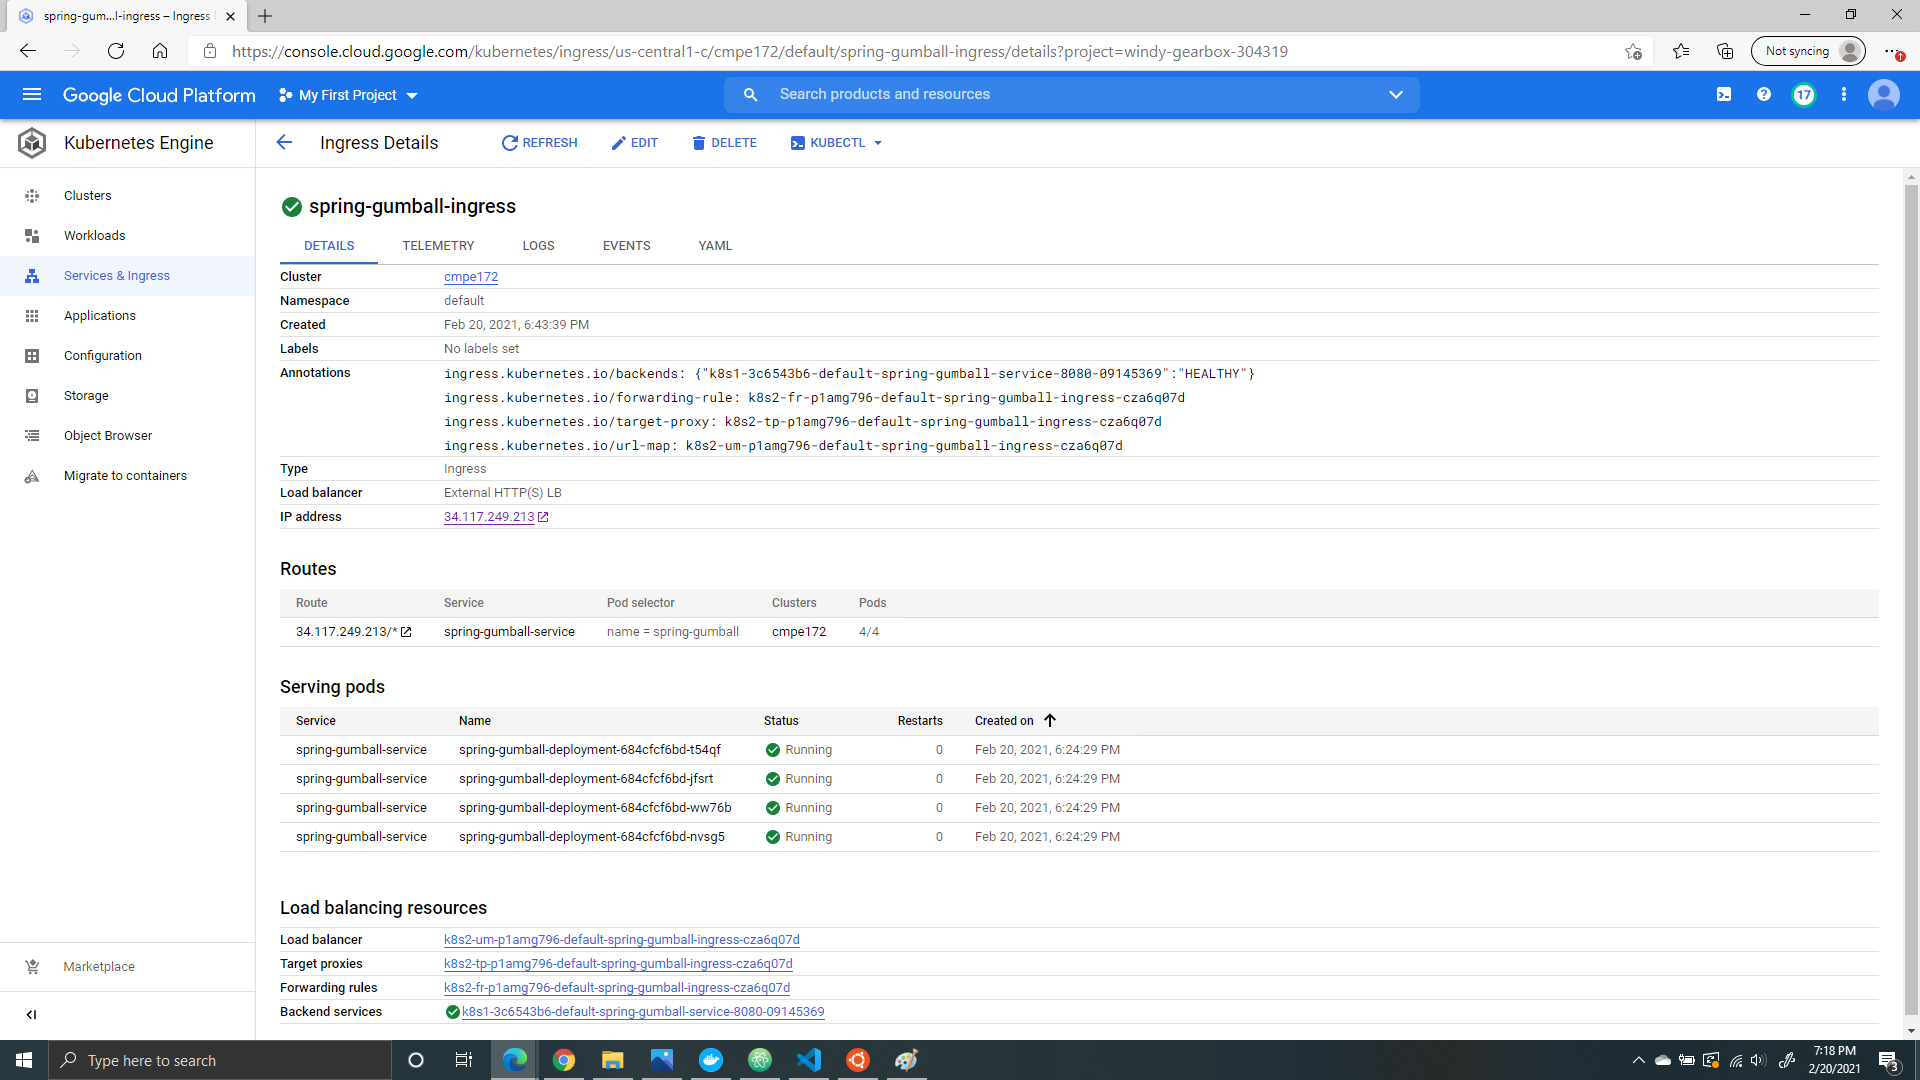 spring-gum...l-ingress – Ingress
https://console.cloud.google.com/kubernetes/ingress/us-central1-c/cmpe172/default/spring-gumball-ingress/details?project=windy-gearbox-304319
Not syncing
Google Cloud Platform
My First Project
Search products and resources
17
Kubernetes Engine
Ingress Details
REFRESH
EDIT
DELETE
KUBECTL
Clusters
Workloads
Services & Ingress
Applications
Configuration
Storage
Object Browser
Migrate to containers
Marketplace
spring-gumball-ingress
DETAILS TELEMETRY LOGS EVENTS YAML
Cluster cmpe172
Namespace default
Created Feb 20, 2021, 6:43:39 PM
Labels No labels set
Annotations ingress.kubernetes.io/backends: {"k8s1-3c6543b6-default-spring-gumball-service-8080-09145369":"HEALTHY"}
ingress.kubernetes.io/forwarding-rule: k8s2-fr-p1amg796-default-spring-gumball-ingress-cza6q07d
ingress.kubernetes.io/target-proxy: k8s2-tp-p1amg796-default-spring-gumball-ingress-cza6q07d
ingress.kubernetes.io/url-map: k8s2-um-p1amg796-default-spring-gumball-ingress-cza6q07d
Type Ingress
Load balancer External HTTP(S) LB
IP address 34.117.249.213
Routes
Route Service Pod selector Clusters Pods
34.117.249.213/* spring-gumball-service name = spring-gumball cmpe172 4/4
Serving pods
Service Name Status Restarts Created on
spring-gumball-service spring-gumball-deployment-684cfcf6bd-t54qf Running 0 Feb 20, 2021, 6:24:29 PM
spring-gumball-service spring-gumball-deployment-684cfcf6bd-jfsrt Running 0 Feb 20, 2021, 6:24:29 PM
spring-gumball-service spring-gumball-deployment-684cfcf6bd-ww76b Running 0 Feb 20, 2021, 6:24:29 PM
spring-gumball-service spring-gumball-deployment-684cfcf6bd-nvsg5 Running 0 Feb 20, 2021, 6:24:29 PM
Load balancing resources
Load balancer k8s2-um-p1amg796-default-spring-gumball-ingress-cza6q07d
Target proxies k8s2-tp-p1amg796-default-spring-gumball-ingress-cza6q07d
Forwarding rules k8s2-fr-p1amg796-default-spring-gumball-ingress-cza6q07d
Backend services k8s1-3c6543b6-default-spring-gumball-service-8080-09145369
Type here to search
7:18 PM
2/20/2021
3